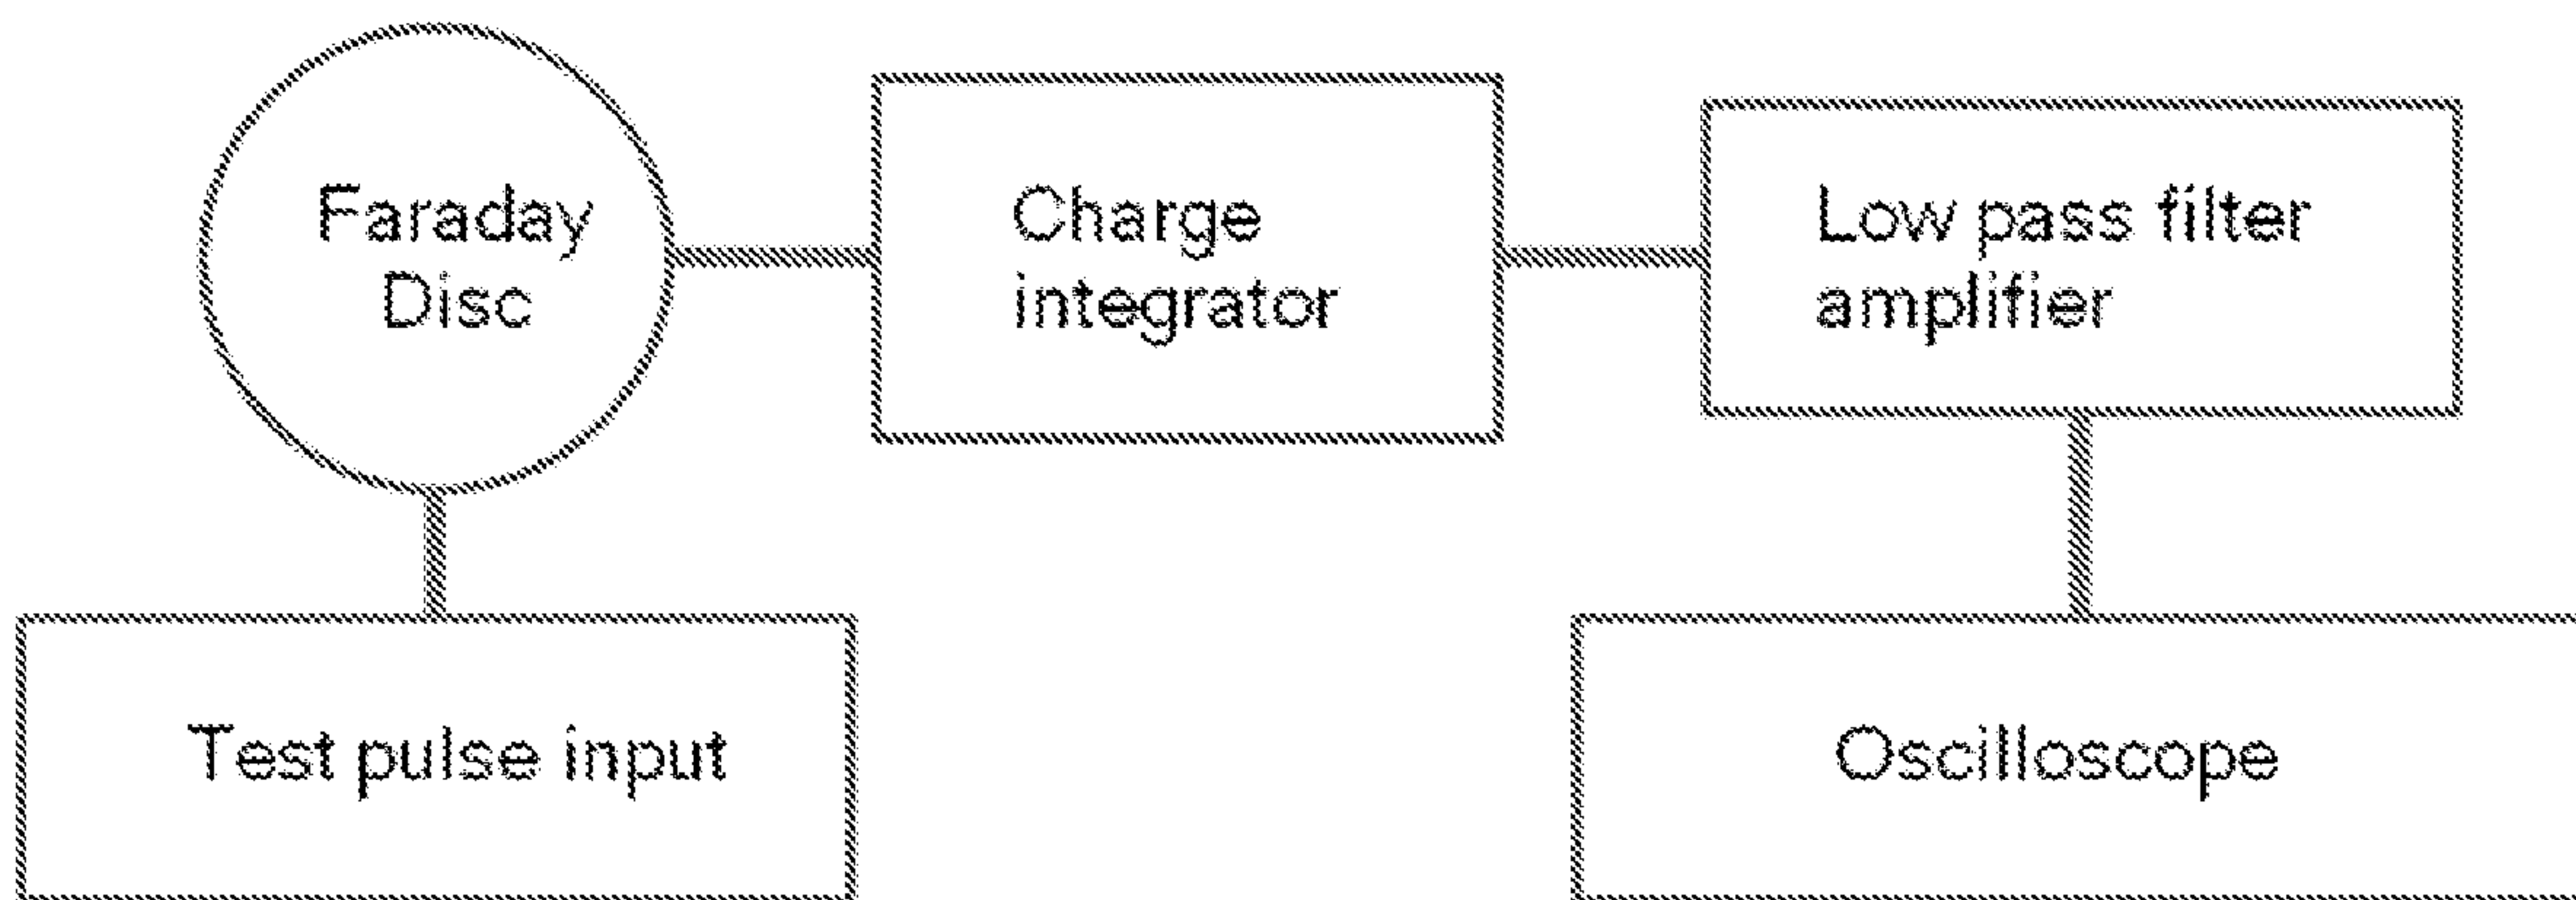 Faraday
Disc
Charge
integrator
Low pass filter
amplifier
Test pulse input
Oscilloscope